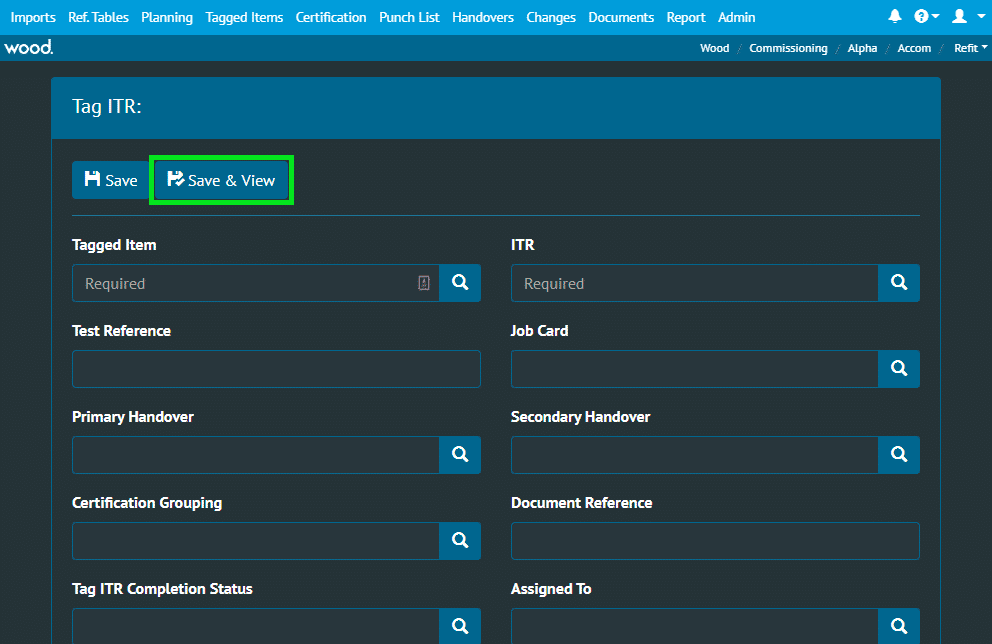 Imports Ref. Tables Planning Tagged Items Certification Punch List Handovers Changes Documents Report Admin
wood. Wood / Commissioning / Alpha / Accom / Refit
Tag ITR:
Save Save & View
Tagged Item ITR
Required Required
Test Reference Job Card
Primary Handover Secondary Handover
Certification Grouping Document Reference
Tag ITR Completion Status Assigned To